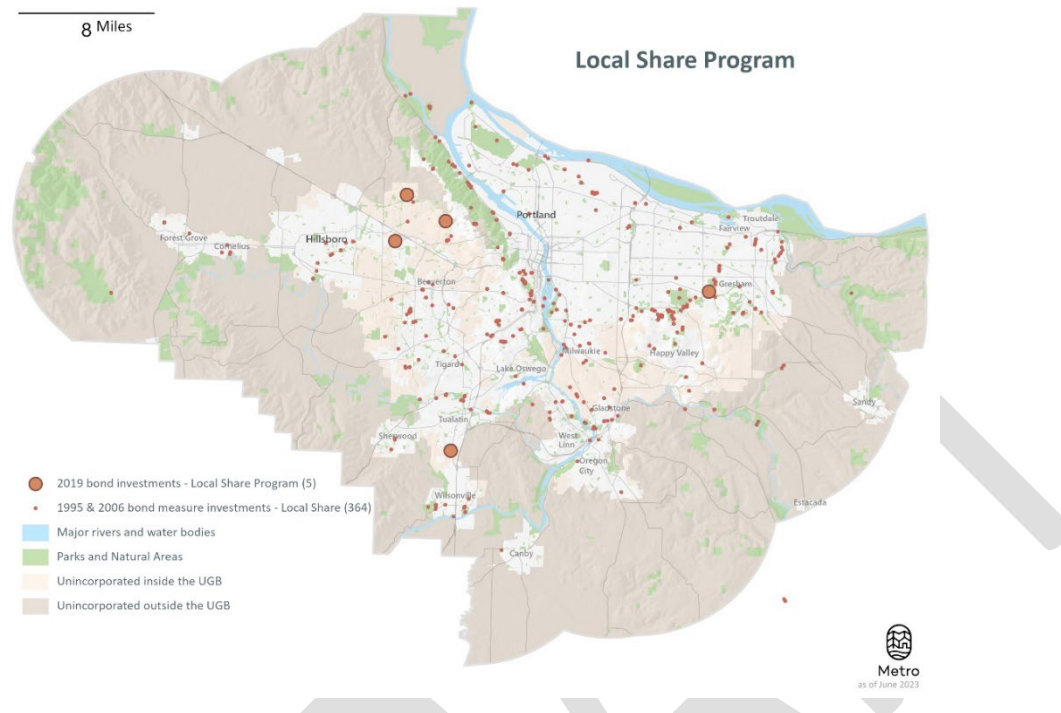 8 Miles
Local Share Program
Portland
Troutdale
Fairview
Forest Grove
Cornelius
Hillsboro
Beaverton
Gresham
Milwaukie
Happy Valley
Tigard
Lake Oswego
Sandy
Gladstone
Tualatin
Sherwood
West
Linn
Oregon
City
2019 bond investments - Local Share Program (5)
1995 & 2006 bond measure investments - Local Share (364)
Wilsonville
Estacada
Major rivers and water bodies
Parks and Natural Areas
Canby
Unincorporated inside the UGB
Unincorporated outside the UGB
Metro
as of June 2023